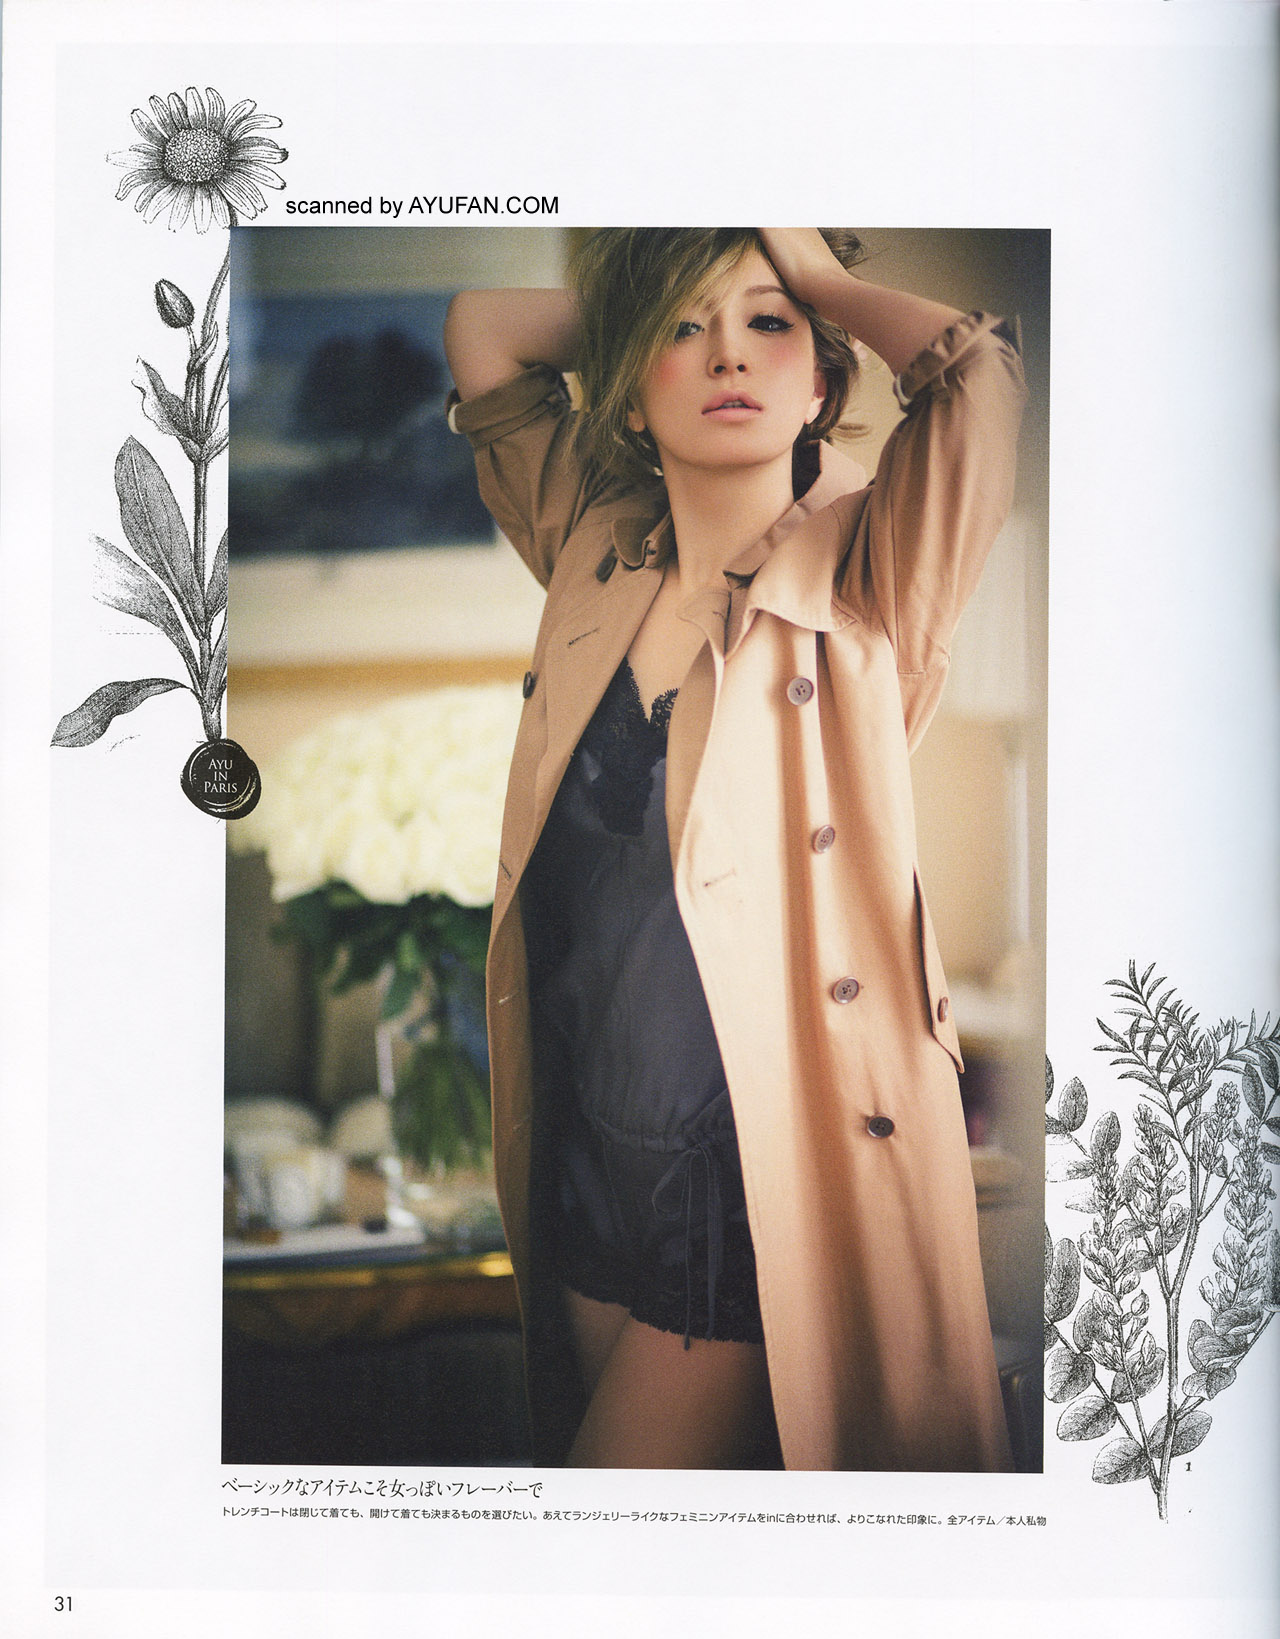 scanned by AYUFAN.COM
AYU
IN
PARIS
1
ベーシックなアイテムこそ女っぽいフレーバーで
トレンチコートは閉じて着ても、開けて着ても決まるものを選びたい。あえてランジェリーライクなフェミニンアイテムをinに合わせれば、よりこなれた印象に。全アイテム／本人私物
31